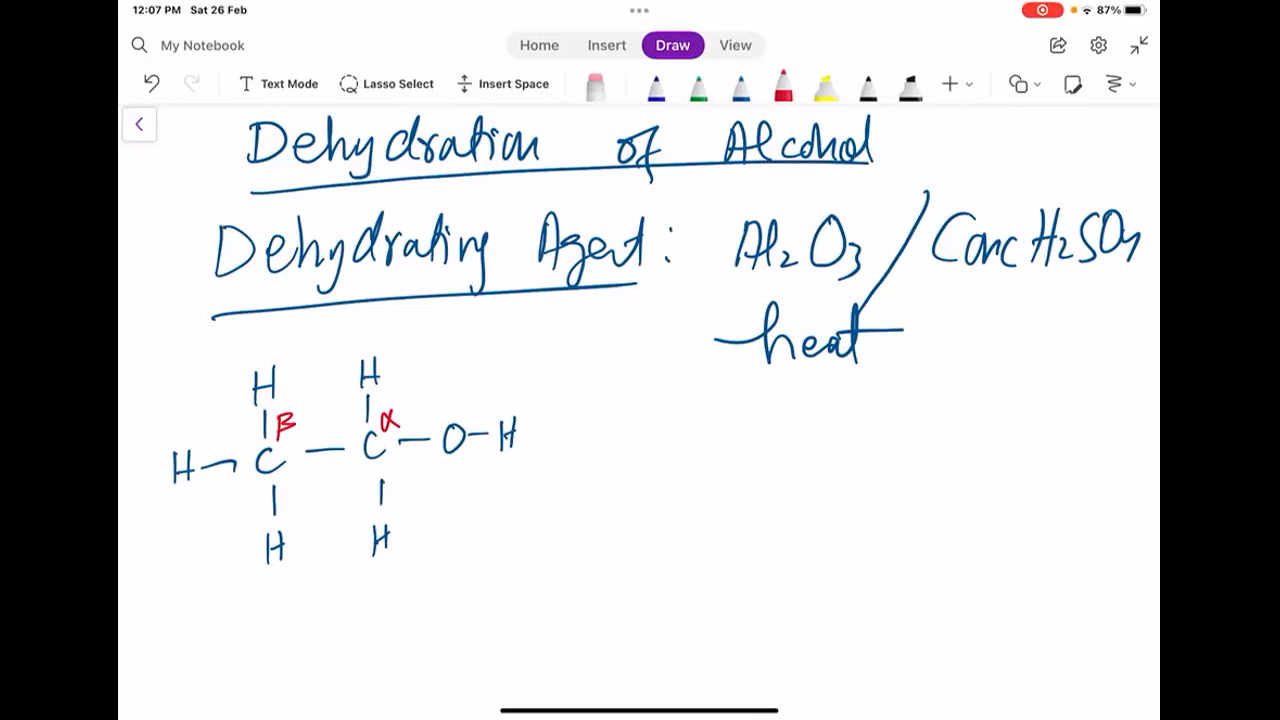 12:07 PM Sat 26 Feb
87%
My Notebook
Home Insert Draw View
Text Mode Lasso Select Insert Space
Dehydration of Alcohol
Dehydrating Agent: Al₂O₃ / Conc H₂SO₄
heat
H H
β α
H - C - C - O - H
H H